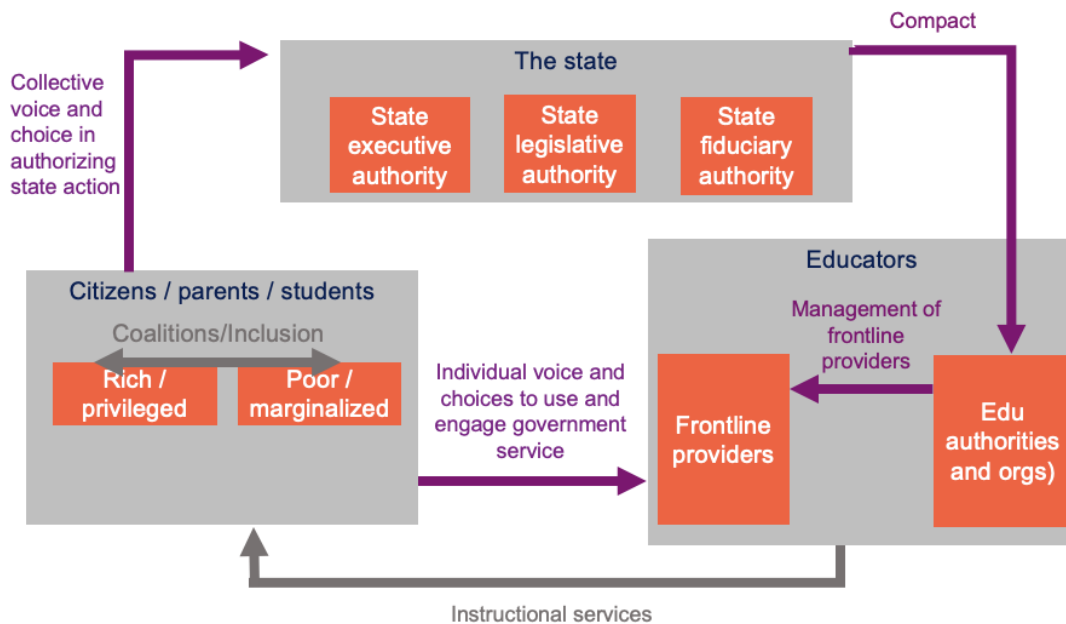 Compact
The state
Collective
voice and
choice in
authorizing
state action
State
executive
authority
State
legislative
authority
State
fiduciary
authority
Citizens / parents / students
Coalitions/Inclusion
Rich /
privileged
Poor /
marginalized
Individual voice and
choices to use and
engage government
service
Educators
Management of
frontline
providers
Frontline
providers
Edu
authorities
and orgs)
Instructional services